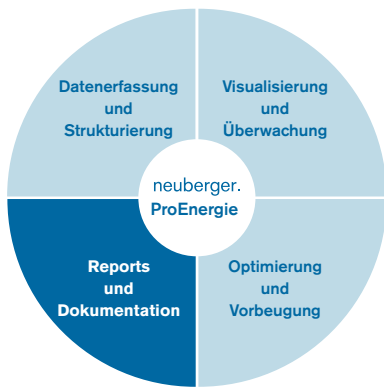 Datenerfassung
und
Strukturierung
Visualisierung
und
Überwachung
neuberger.
ProEnergie
Reports
und
Dokumentation
Optimierung
und
Vorbeugung